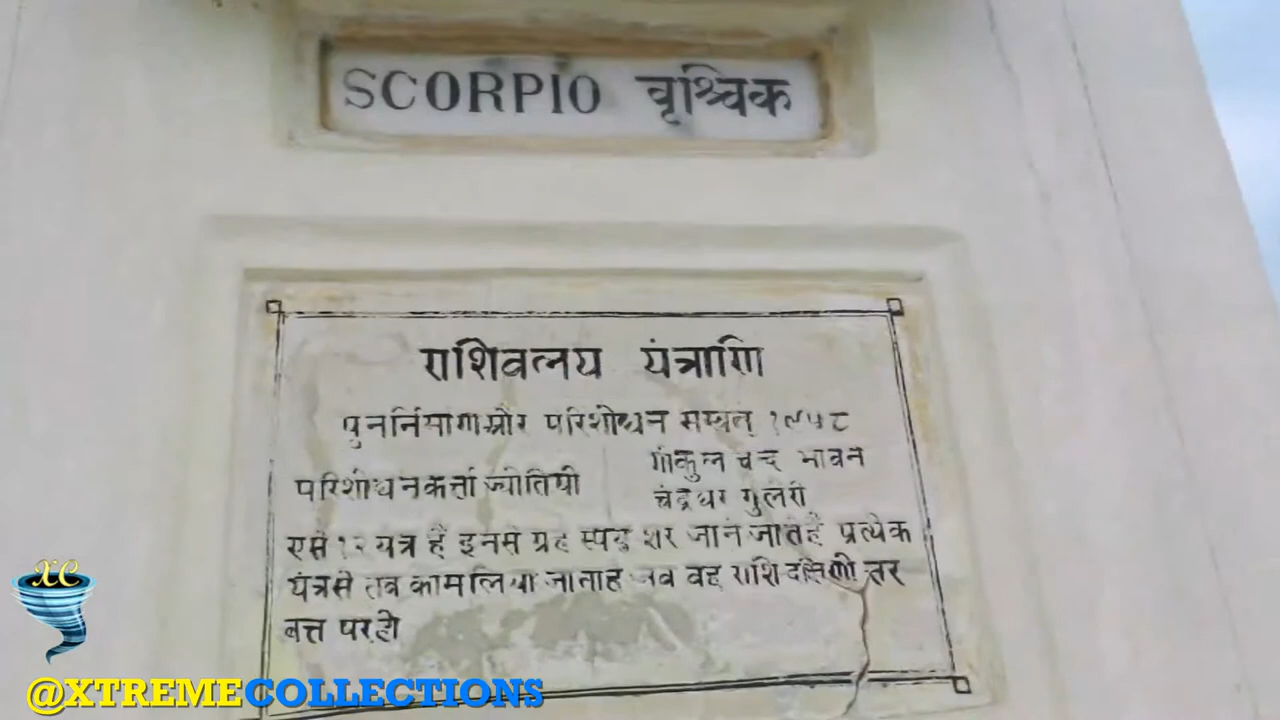 SCORPIO वृश्चिक
राशिवलय यंत्राणि
पुनर्निमाण और परिशोधन सम्वत् १९५८
गोकुल चन्द भावन
परिशोधनकर्त्ता ज्योतिषी
चंद्रधर गुलेरी
एसे १२ यंत्र हैं इनसे ग्रह स्पष्ट शर जाने जाते हैं प्रत्येक
यंत्र से तब काम लिया जाता है जब वह राशि दक्षिणोत्तर
वृत्त पर हो
XC
@XTREMECOLLECTIONS